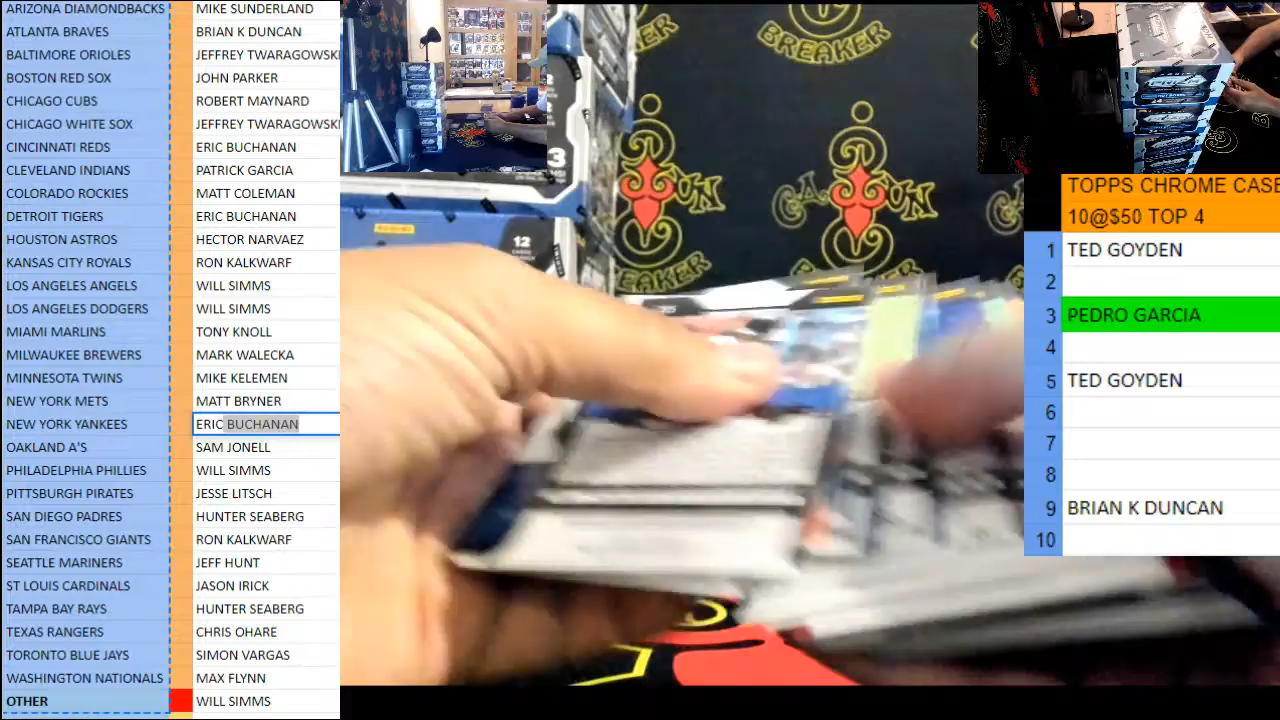 ARIZONA DIAMONDBACKS MIKE SUNDERLAND
ATLANTA BRAVES BRIAN K DUNCAN
BALTIMORE ORIOLES JEFFREY TWARAGOWSKI
BOSTON RED SOX JOHN PARKER
CHICAGO CUBS ROBERT MAYNARD
CHICAGO WHITE SOX JEFFREY TWARAGOWSKI
CINCINNATI REDS ERIC BUCHANAN
CLEVELAND INDIANS PATRICK GARCIA
COLORADO ROCKIES MATT COLEMAN
DETROIT TIGERS ERIC BUCHANAN
HOUSTON ASTROS HECTOR NARVAEZ
KANSAS CITY ROYALS RON KALKWARF
LOS ANGELES ANGELS WILL SIMMS
LOS ANGELES DODGERS WILL SIMMS
MIAMI MARLINS TONY KNOLL
MILWAUKEE BREWERS MARK WALECKA
MINNESOTA TWINS MIKE KELEMEN
NEW YORK METS MATT BRYNER
NEW YORK YANKEES ERIC BUCHANAN
OAKLAND A'S SAM JONELL
PHILADELPHIA PHILLIES WILL SIMMS
PITTSBURGH PIRATES JESSE LITSCH
SAN DIEGO PADRES HUNTER SEABERG
SAN FRANCISCO GIANTS RON KALKWARF
SEATTLE MARINERS JEFF HUNT
ST LOUIS CARDINALS JASON IRICK
TAMPA BAY RAYS HUNTER SEABERG
TEXAS RANGERS CHRIS OHARE
TORONTO BLUE JAYS SIMON VARGAS
WASHINGTON NATIONALS MAX FLYNN
OTHER WILL SIMMS
BREAKER
3
PANINI
12
TOPPS CHROME CASE
10@$50 TOP 4
1 TED GOYDEN
2
3 PEDRO GARCIA
4
5 TED GOYDEN
6
7
8
9 BRIAN K DUNCAN
10